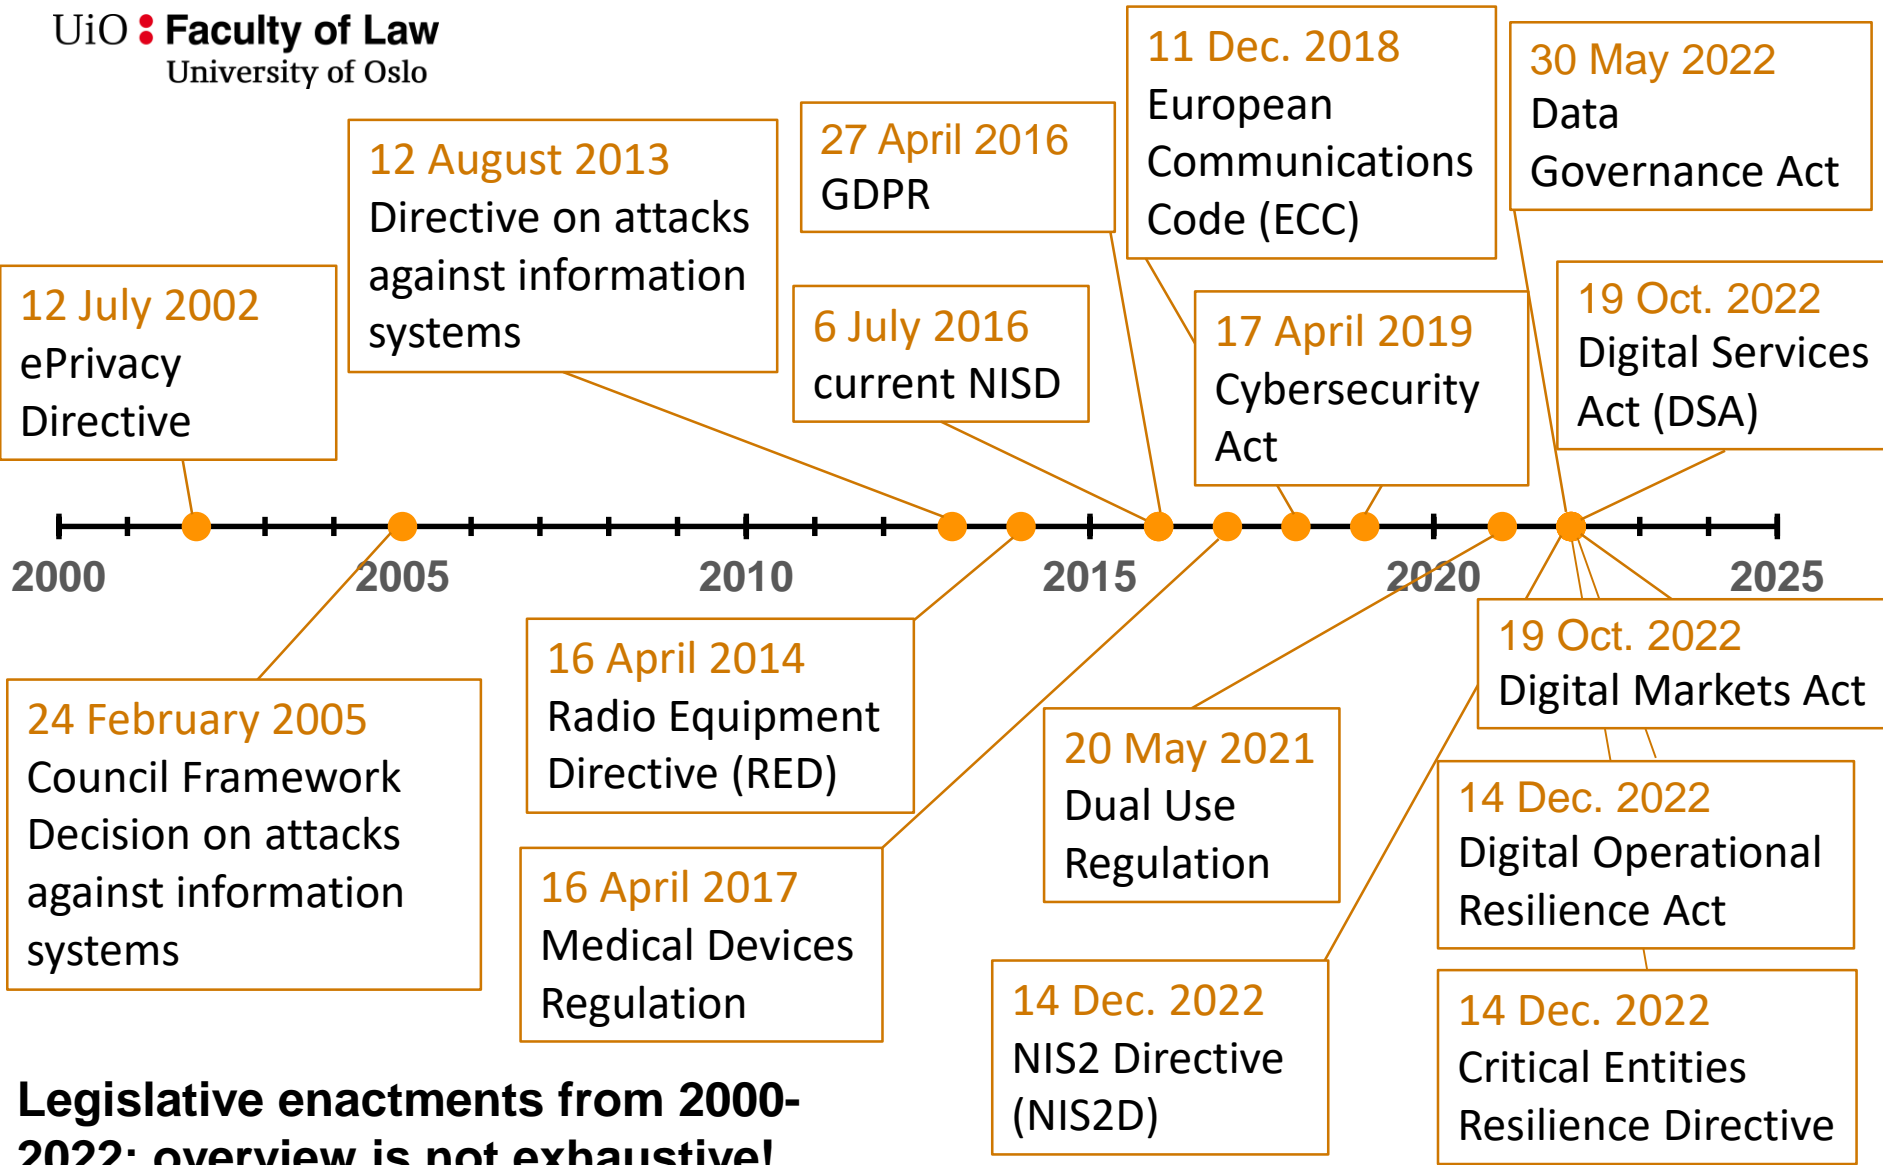 UiO : Faculty of Law
University of Oslo
12 July 2002
ePrivacy
Directive
12 August 2013
Directive on attacks
against information
systems
27 April 2016
GDPR
6 July 2016
current NISD
11 Dec. 2018
European
Communications
Code (ECC)
17 April 2019
Cybersecurity
Act
30 May 2022
Data
Governance Act
19 Oct. 2022
Digital Services
Act (DSA)
2000
2005
2010
2015
2020
2025
24 February 2005
Council Framework
Decision on attacks
against information
systems
16 April 2014
Radio Equipment
Directive (RED)
16 April 2017
Medical Devices
Regulation
20 May 2021
Dual Use
Regulation
14 Dec. 2022
NIS2 Directive
(NIS2D)
19 Oct. 2022
Digital Markets Act
14 Dec. 2022
Digital Operational
Resilience Act
14 Dec. 2022
Critical Entities
Resilience Directive
Legislative enactments from 2000-
2022: overview is not exhaustive!